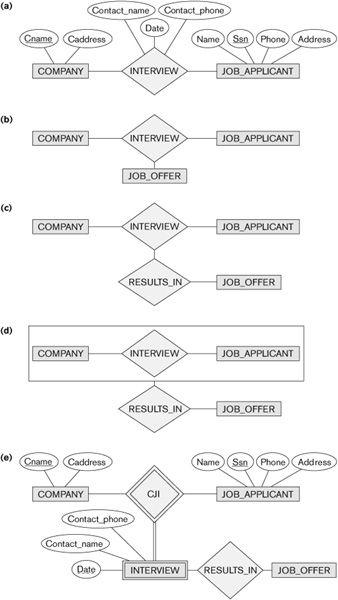 (a)
Contact_name
Contact_phone
Date
Cname
Caddress
Name
Ssn
Phone
Address
COMPANY
INTERVIEW
JOB_APPLICANT
(b)
COMPANY
INTERVIEW
JOB_APPLICANT
JOB_OFFER
(c)
COMPANY
INTERVIEW
JOB_APPLICANT
RESULTS_IN
JOB_OFFER
(d)
COMPANY
INTERVIEW
JOB_APPLICANT
RESULTS_IN
JOB_OFFER
(e)
Cname
Caddress
Name
Ssn
Phone
Address
COMPANY
CJI
JOB_APPLICANT
Contact_phone
Contact_name
Date
INTERVIEW
RESULTS_IN
JOB_OFFER